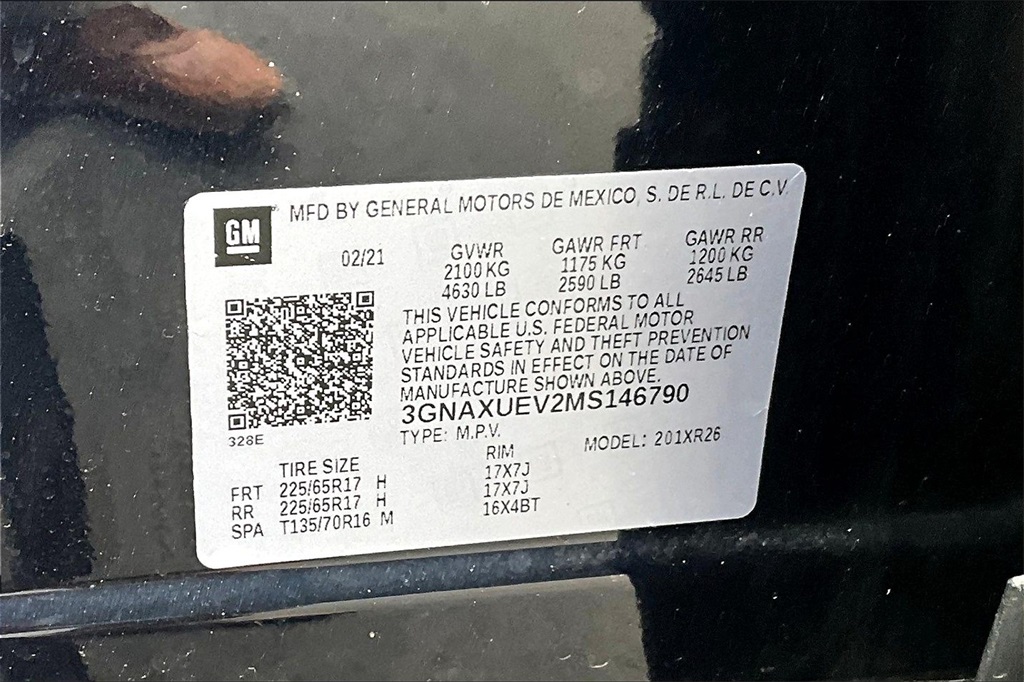 GM
MFD BY GENERAL MOTORS DE MEXICO, S. DE R.L. DE C.V.
02/21 GVWR GAWR FRT GAWR RR
2100 KG 1175 KG 1200 KG
4630 LB 2590 LB 2645 LB
THIS VEHICLE CONFORMS TO ALL
APPLICABLE U.S. FEDERAL MOTOR
VEHICLE SAFETY AND THEFT PREVENTION
STANDARDS IN EFFECT ON THE DATE OF
MANUFACTURE SHOWN ABOVE.
3GNAXUEV2MS146790
328E
TYPE: M.P.V. MODEL: 201XR26
TIRE SIZE RIM
FRT 225/65R17 H 17X7J
RR 225/65R17 H 17X7J
SPA T135/70R16 M 16X4BT